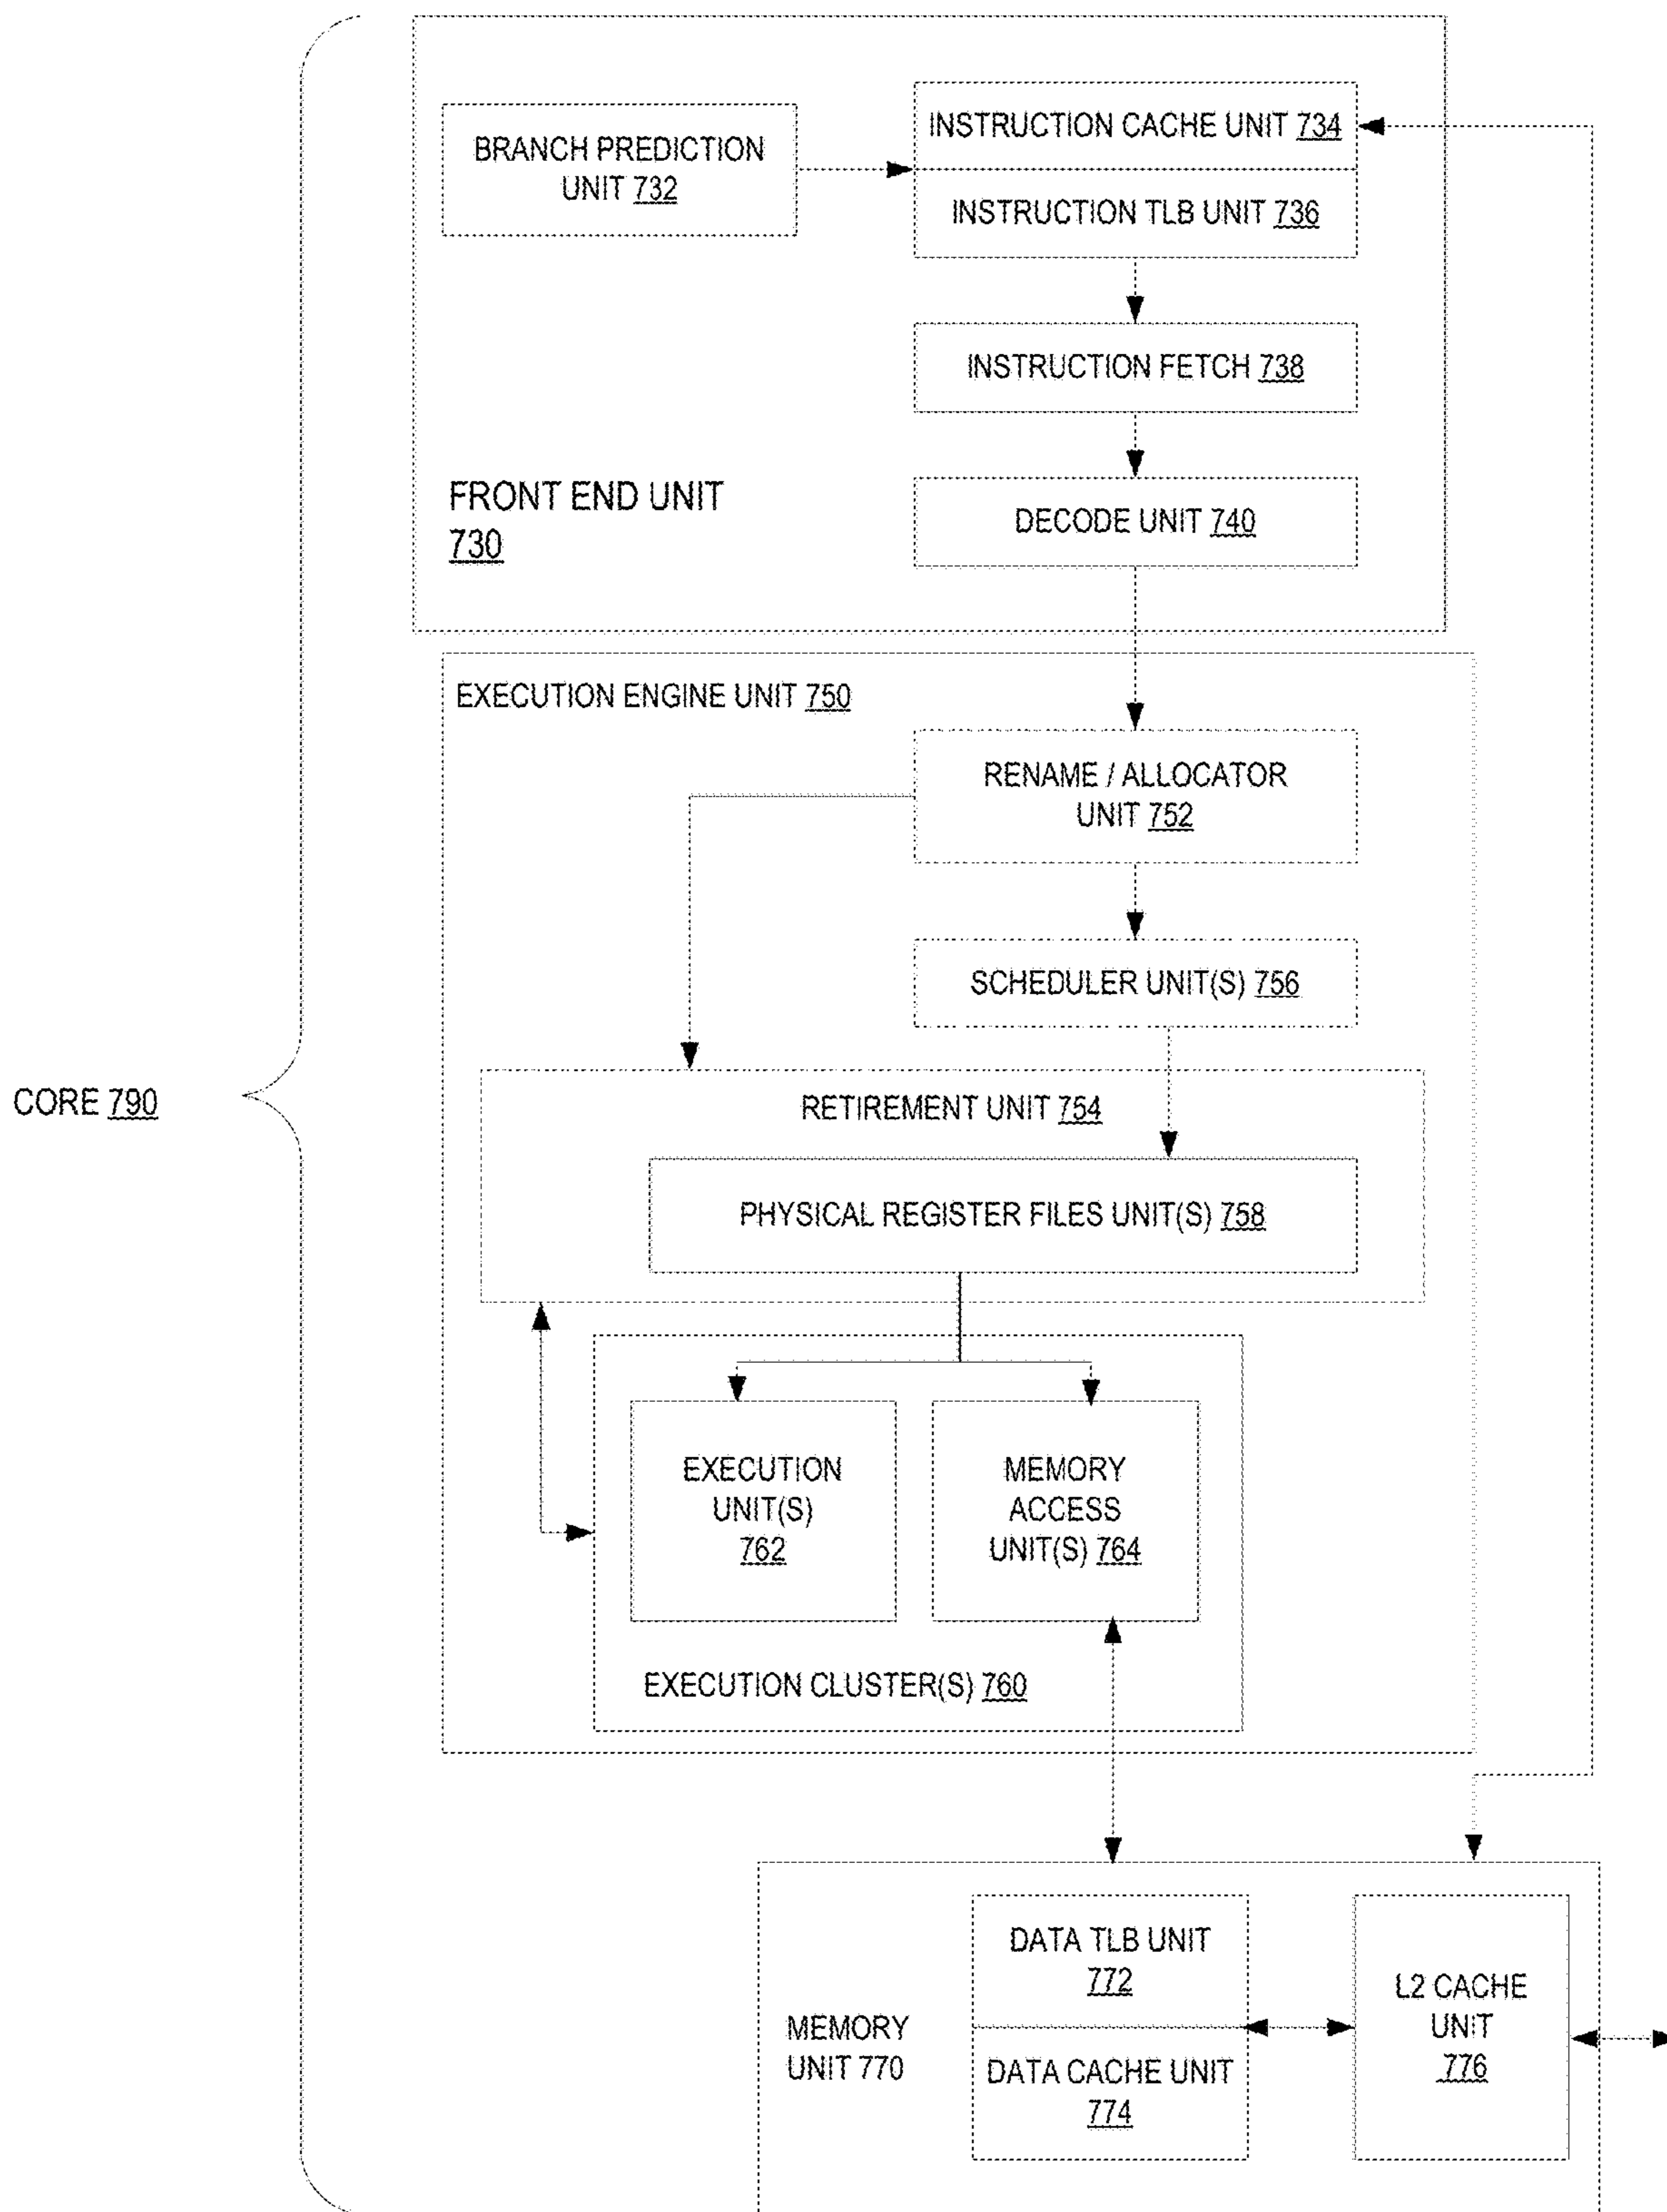 BRANCH PREDICTION
UNIT 732
INSTRUCTION CACHE UNIT 734
INSTRUCTION TLB UNIT 736
INSTRUCTION FETCH 738
FRONT END UNIT
730
DECODE UNIT 740
EXECUTION ENGINE UNIT 750
RENAME / ALLOCATOR
UNIT 752
SCHEDULER UNIT(S) 756
CORE 790
RETIREMENT UNIT 754
PHYSICAL REGISTER FILES UNIT(S) 758
EXECUTION
UNIT(S)
762
MEMORY
ACCESS
UNIT(S) 764
EXECUTION CLUSTER(S) 760
MEMORY
UNIT 770
DATA TLB UNIT
772
DATA CACHE UNIT
774
L2 CACHE
UNIT
776